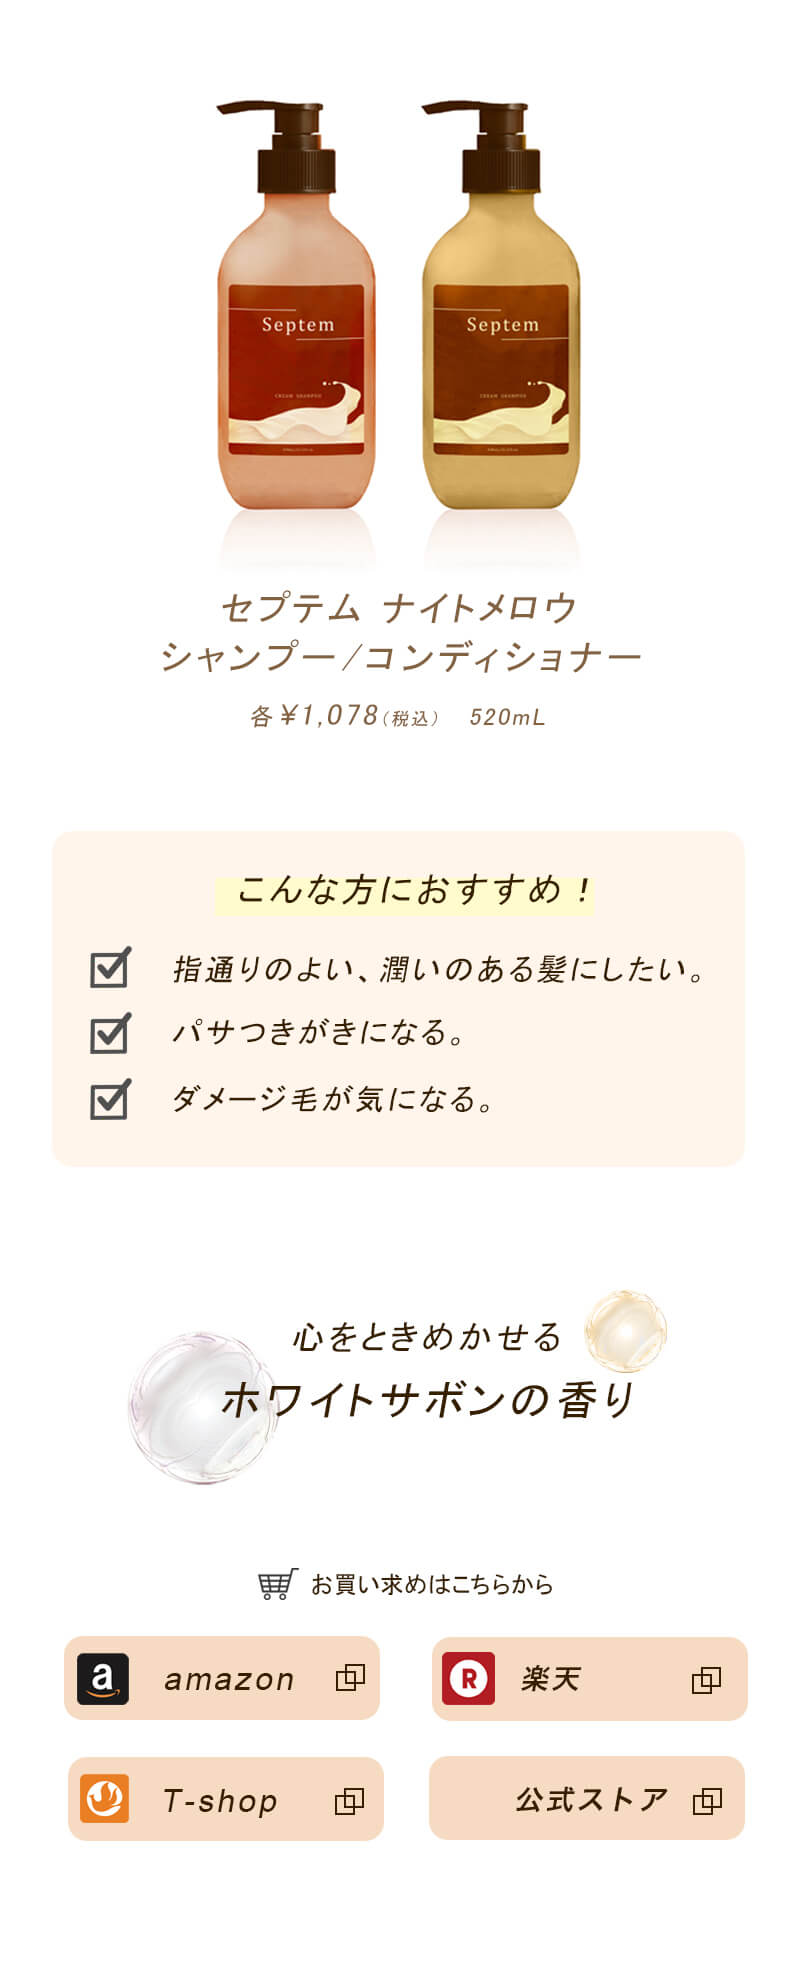 Septem
CREAM SHAMPOO
Septem
CREAM SHAMPOO
セプテム ナイトメロウ
シャンプー/コンディショナー
各¥1,078(税込) 520mL
こんな方におすすめ！
指通りのよい、潤いのある髪にしたい。
パサつきがきになる。
ダメージ毛が気になる。
心をときめかせる
ホワイトサボンの香り
お買い求めはこちらから
a amazon
R 楽天
T-shop
公式ストア